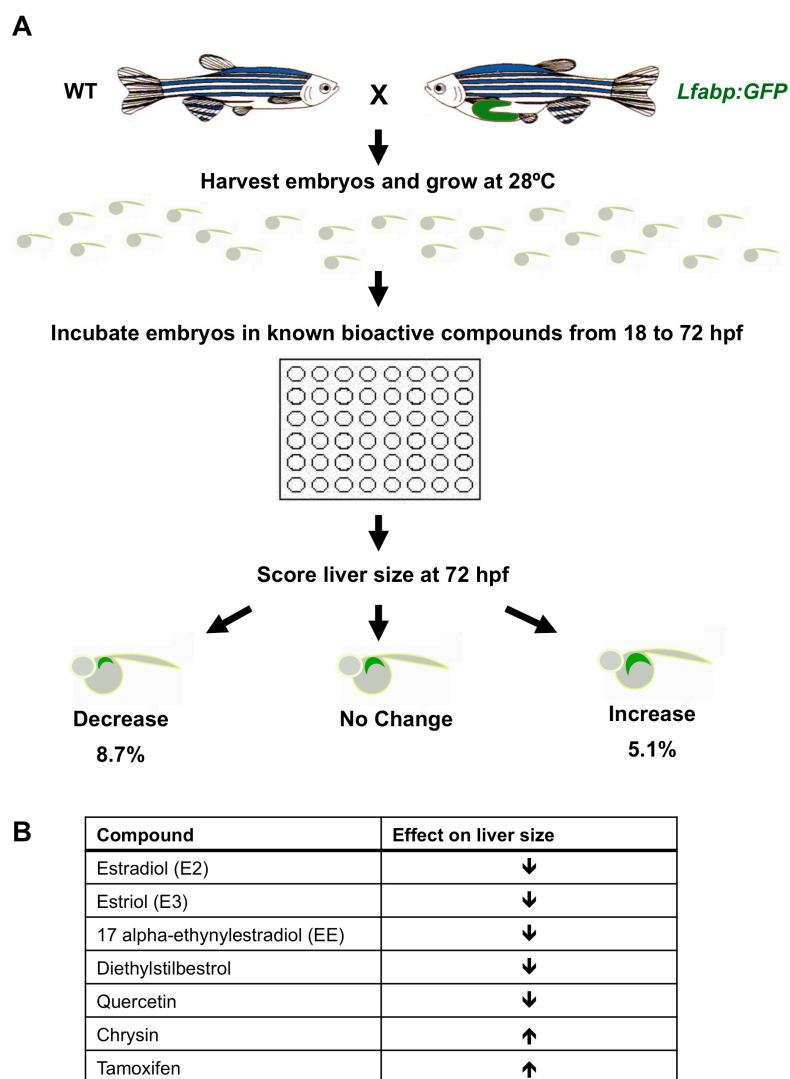 A
WT
X
Lfabp:GFP
Harvest embryos and grow at 28ºC
Incubate embryos in known bioactive compounds from 18 to 72 hpf
Score liver size at 72 hpf
Decrease
No Change
Increase
8.7%
5.1%
B
Compound Effect on liver size
Estradiol (E2) ↓
Estriol (E3) ↓
17 alpha-ethynylestradiol (EE) ↓
Diethylstilbestrol ↓
Quercetin ↓
Chrysin ↑
Tamoxifen ↑